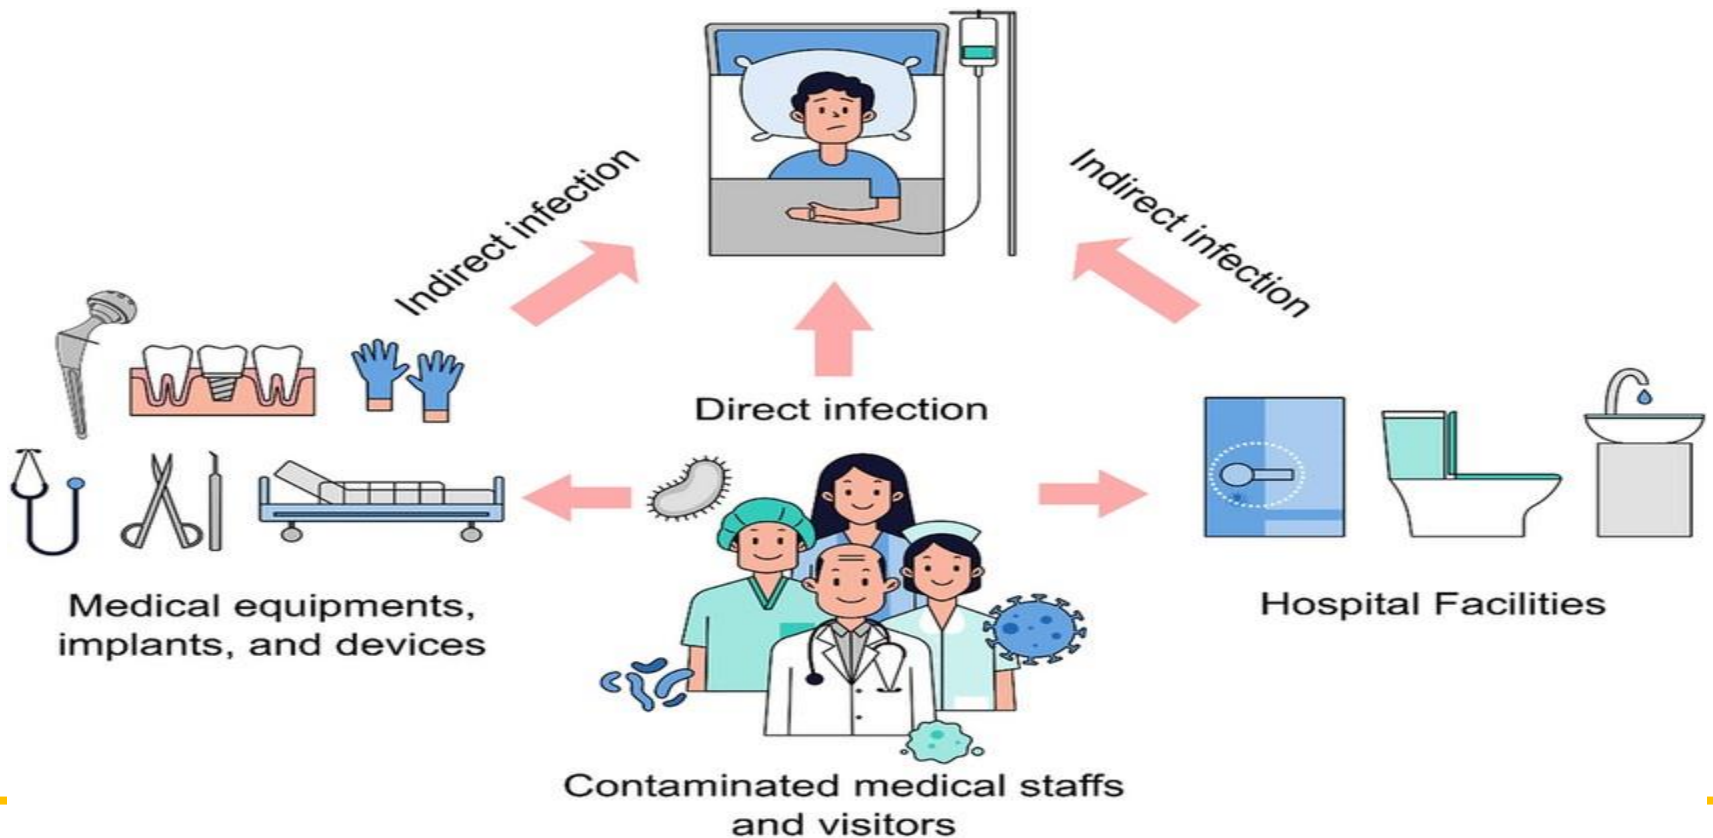 Indirect infection
Indirect infection
Direct infection
Medical equipments,
implants, and devices
Hospital Facilities
Contaminated medical staffs
and visitors